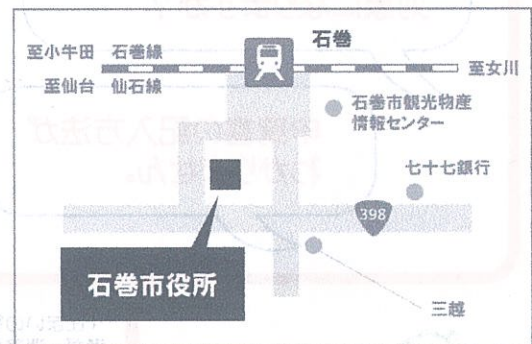 石巻
至小牛田 石巻線
至仙台 仙石線
至女川
石巻市観光物産
情報センター
七十七銀行
398
石巻市役所
三越